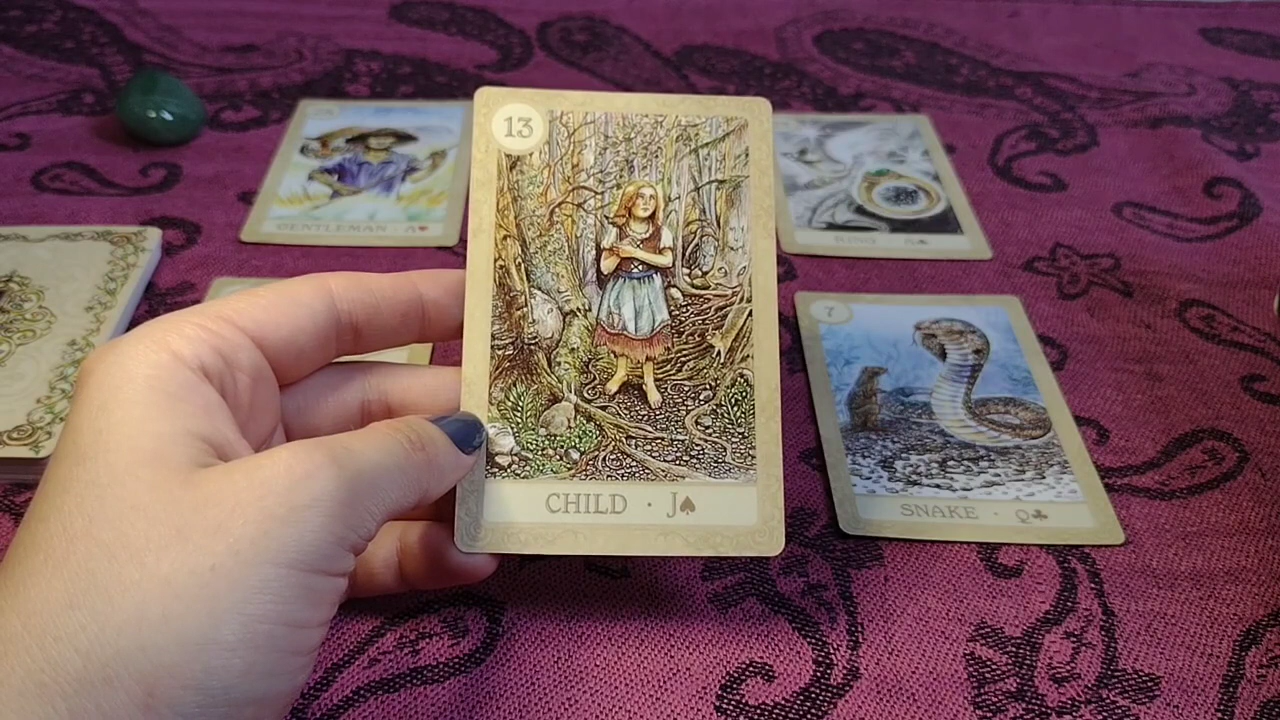 GENTLEMAN · A♥
13
CHILD · J♠
RING
7
SNAKE · Q♣